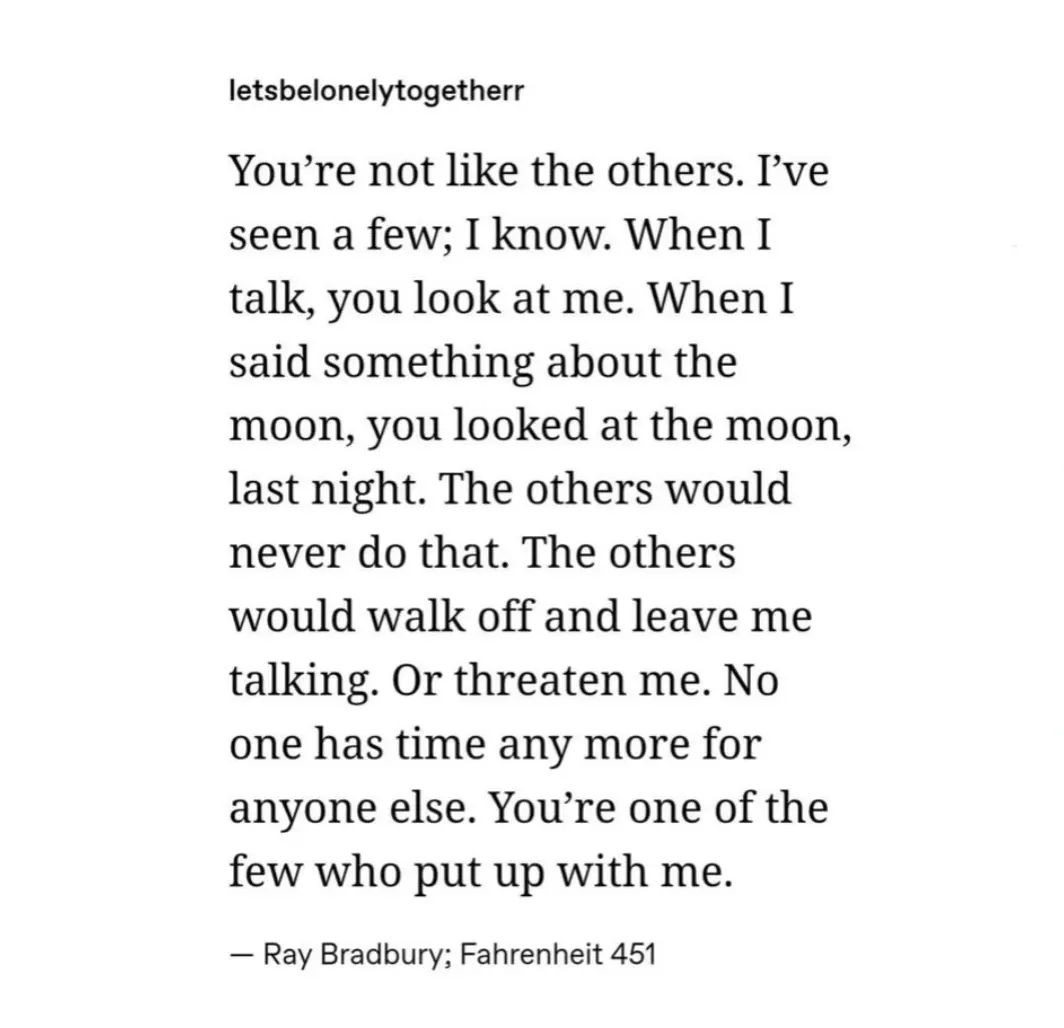 letsbelonelytogetherr
You’re not like the others. I’ve
seen a few; I know. When I
talk, you look at me. When I
said something about the
moon, you looked at the moon,
last night. The others would
never do that. The others
would walk off and leave me
talking. Or threaten me. No
one has time any more for
anyone else. You’re one of the
few who put up with me.
— Ray Bradbury; Fahrenheit 451